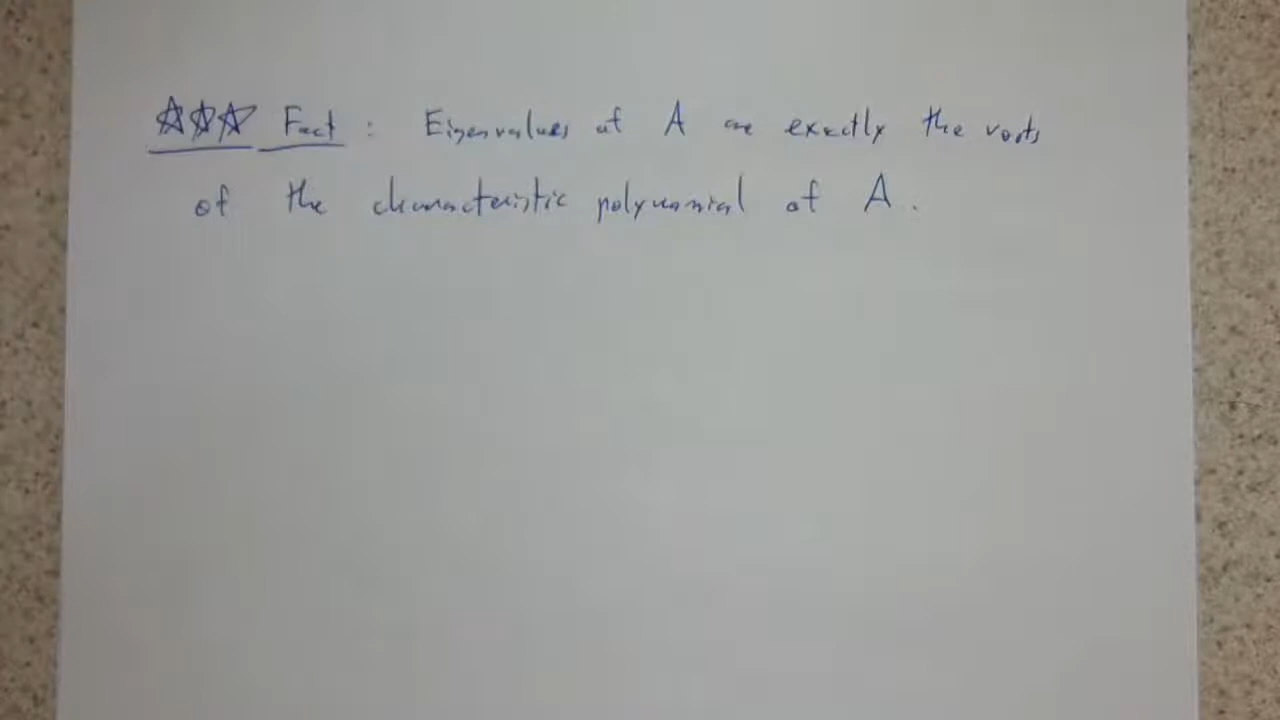 ☆☆☆ Fact : Eigenvalues of A are exactly the roots
of the characteristic polynomial of A.